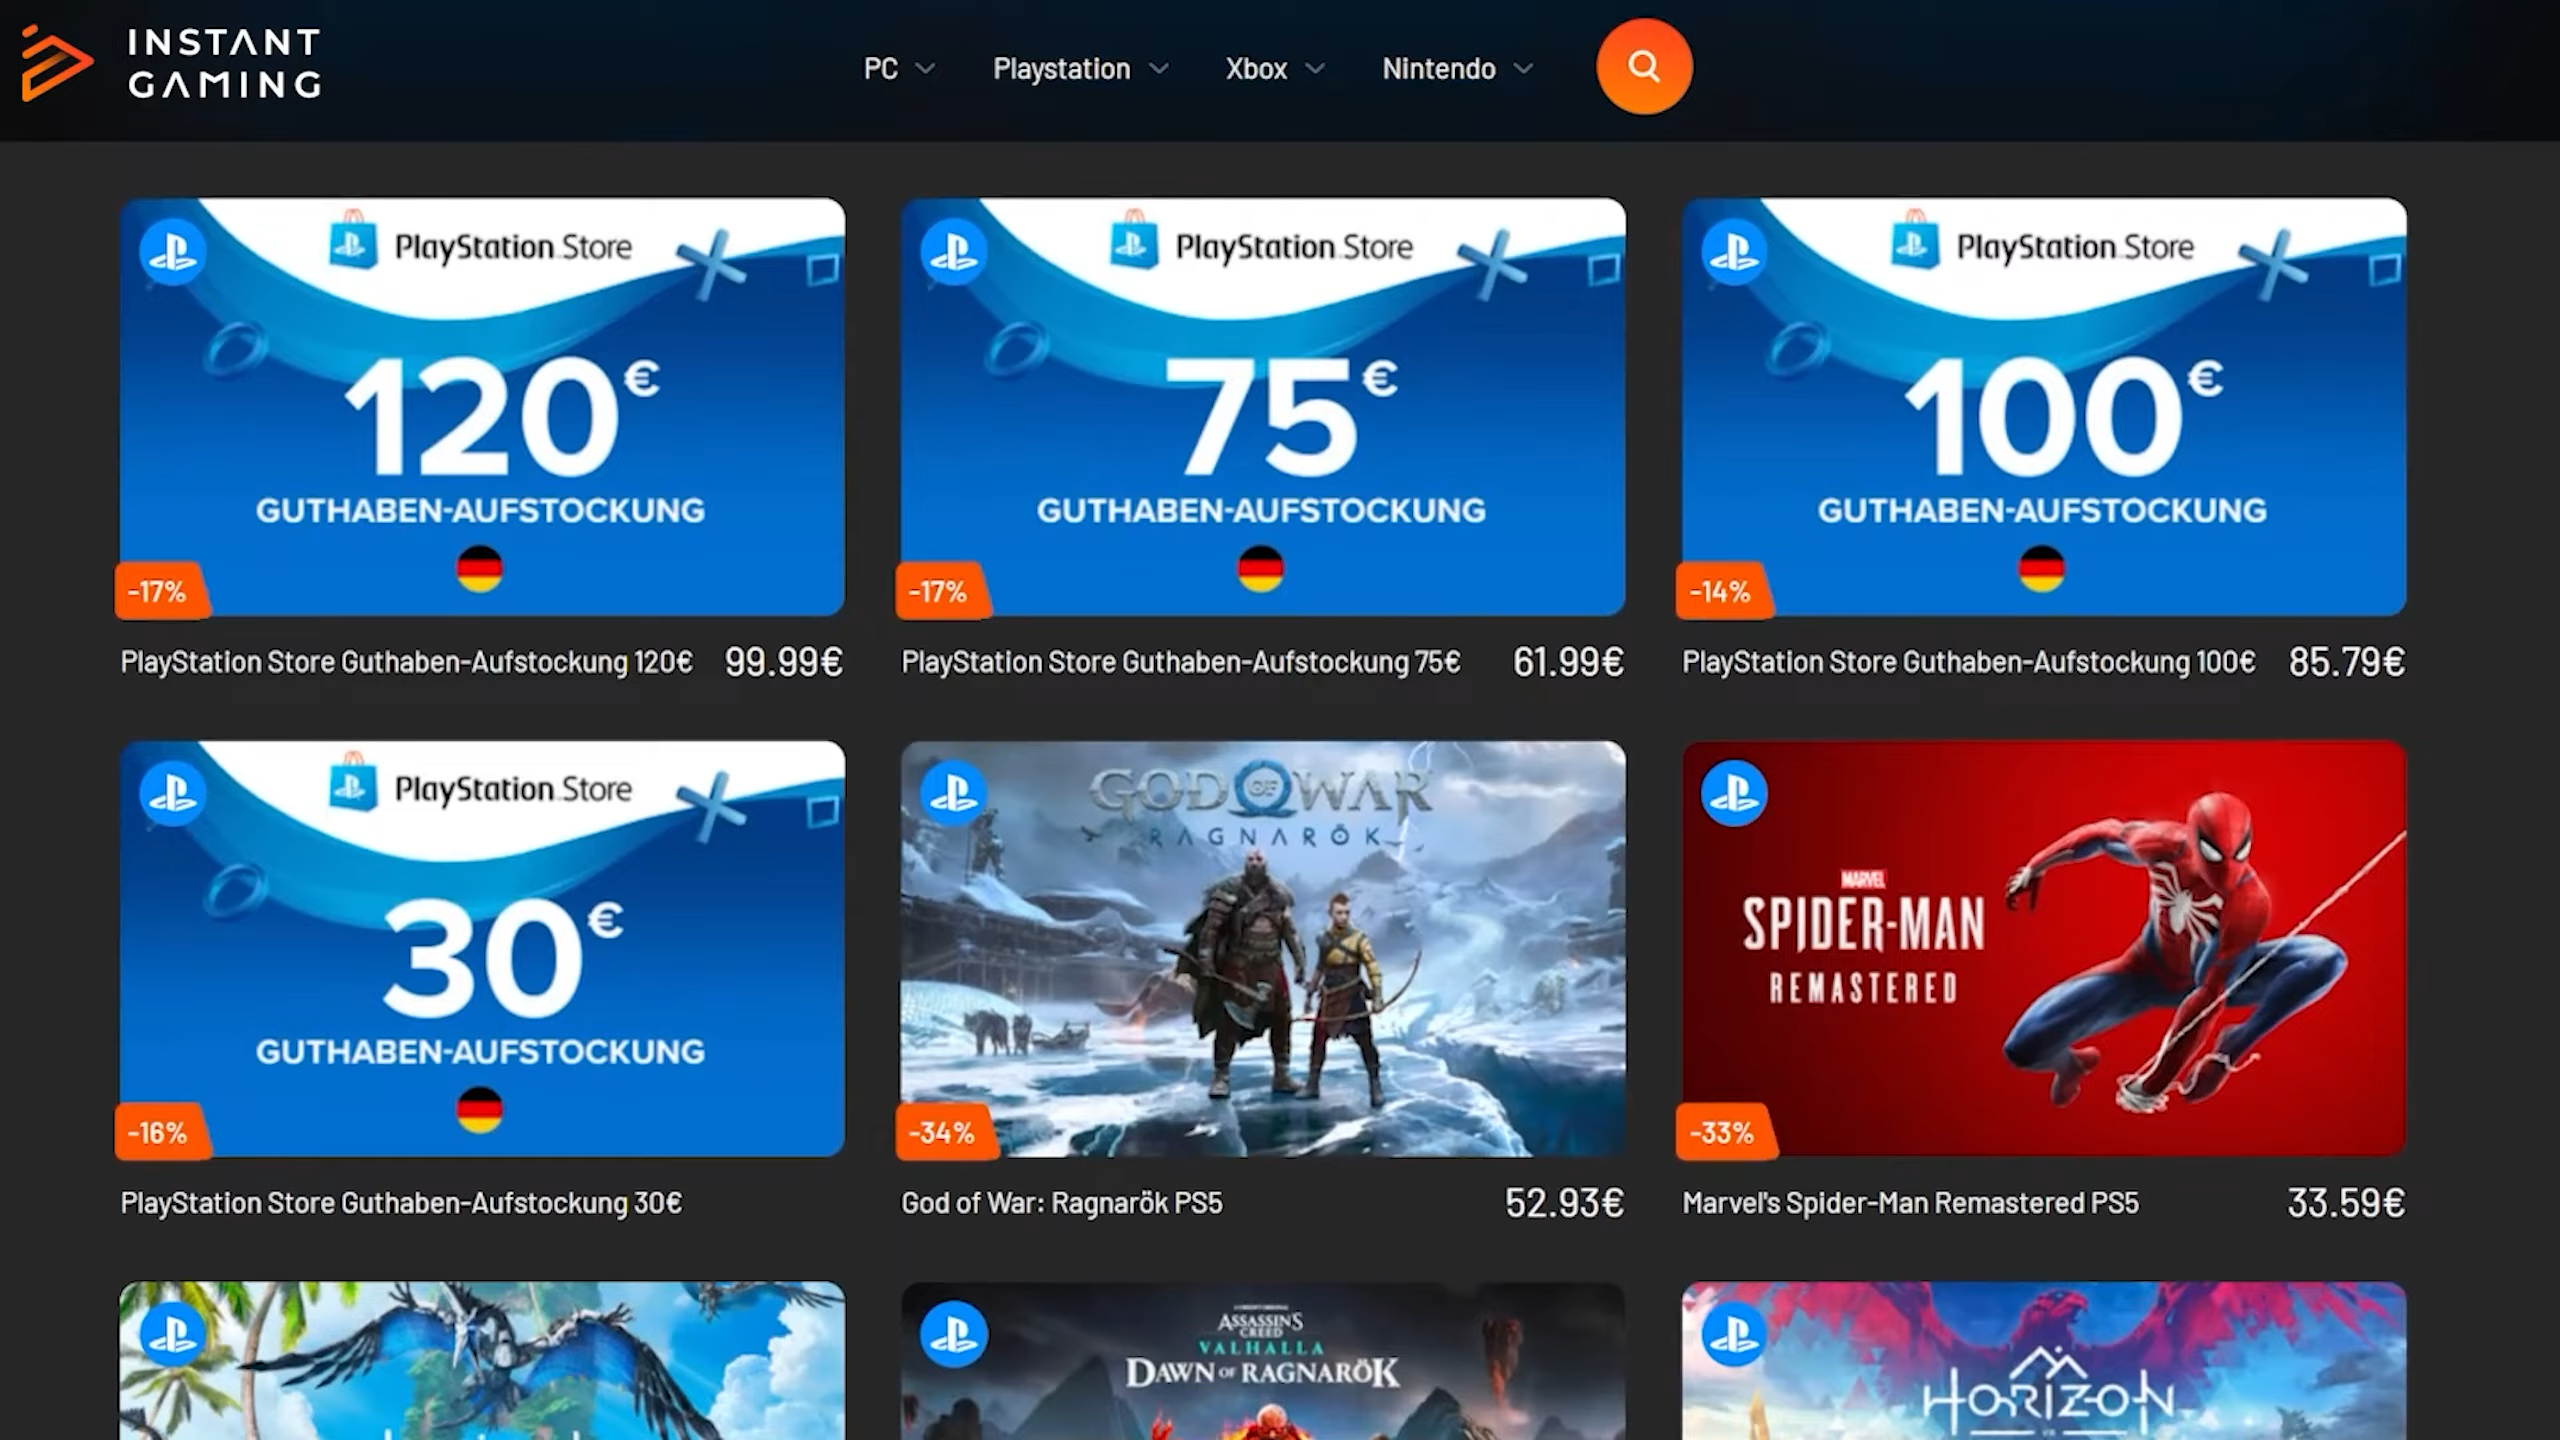 INSTANT
GAMING
PC
Playstation
Xbox
Nintendo
PlayStation Store
120€
GUTHABEN-AUFSTOCKUNG
-17%
PlayStation Store Guthaben-Aufstockung 120€ 99.99€
PlayStation Store
75€
GUTHABEN-AUFSTOCKUNG
-17%
PlayStation Store Guthaben-Aufstockung 75€ 61.99€
PlayStation Store
100€
GUTHABEN-AUFSTOCKUNG
-14%
PlayStation Store Guthaben-Aufstockung 100€ 85.79€
PlayStation Store
30€
GUTHABEN-AUFSTOCKUNG
-16%
PlayStation Store Guthaben-Aufstockung 30€
GOD OF WAR
RAGNARÖK
-34%
God of War: Ragnarök PS5 52.93€
MARVEL
SPIDER-MAN
REMASTERED
-33%
Marvel's Spider-Man Remastered PS5 33.59€
ASSASSIN'S
CREED
VALHALLA
DAWN OF RAGNARÖK
HORIZON